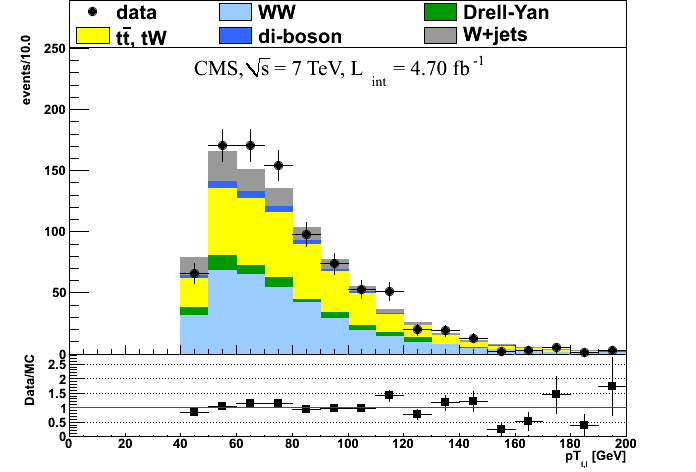 data WW Drell-Yan
tt̄, tW di-boson W+jets
events/10.0
250
200
150
100
50
0
CMS, √s = 7 TeV, L int = 4.70 fb-1
Data/MC
2.5
2
1.5
1
0.5
0
0 20 40 60 80 100 120 140 160 180 200
pT l,l [GeV]